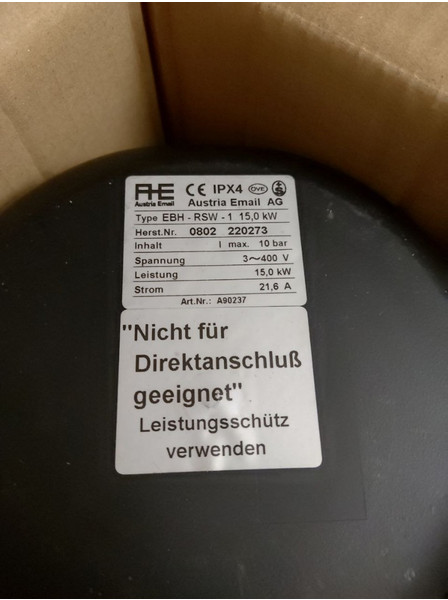 AHE CE IPX4 ÖVE
Austria Email Austria Email AG
Type EBH - RSW - 1 15,0 kW
Herst.Nr. 0802 220273
Inhalt l max. 10 bar
Spannung 3~400 V
Leistung 15,0 kW
Strom 21,6 A
Art.Nr.: A90237
"Nicht für
Direktanschluß
geeignet"
Leistungsschütz
verwenden